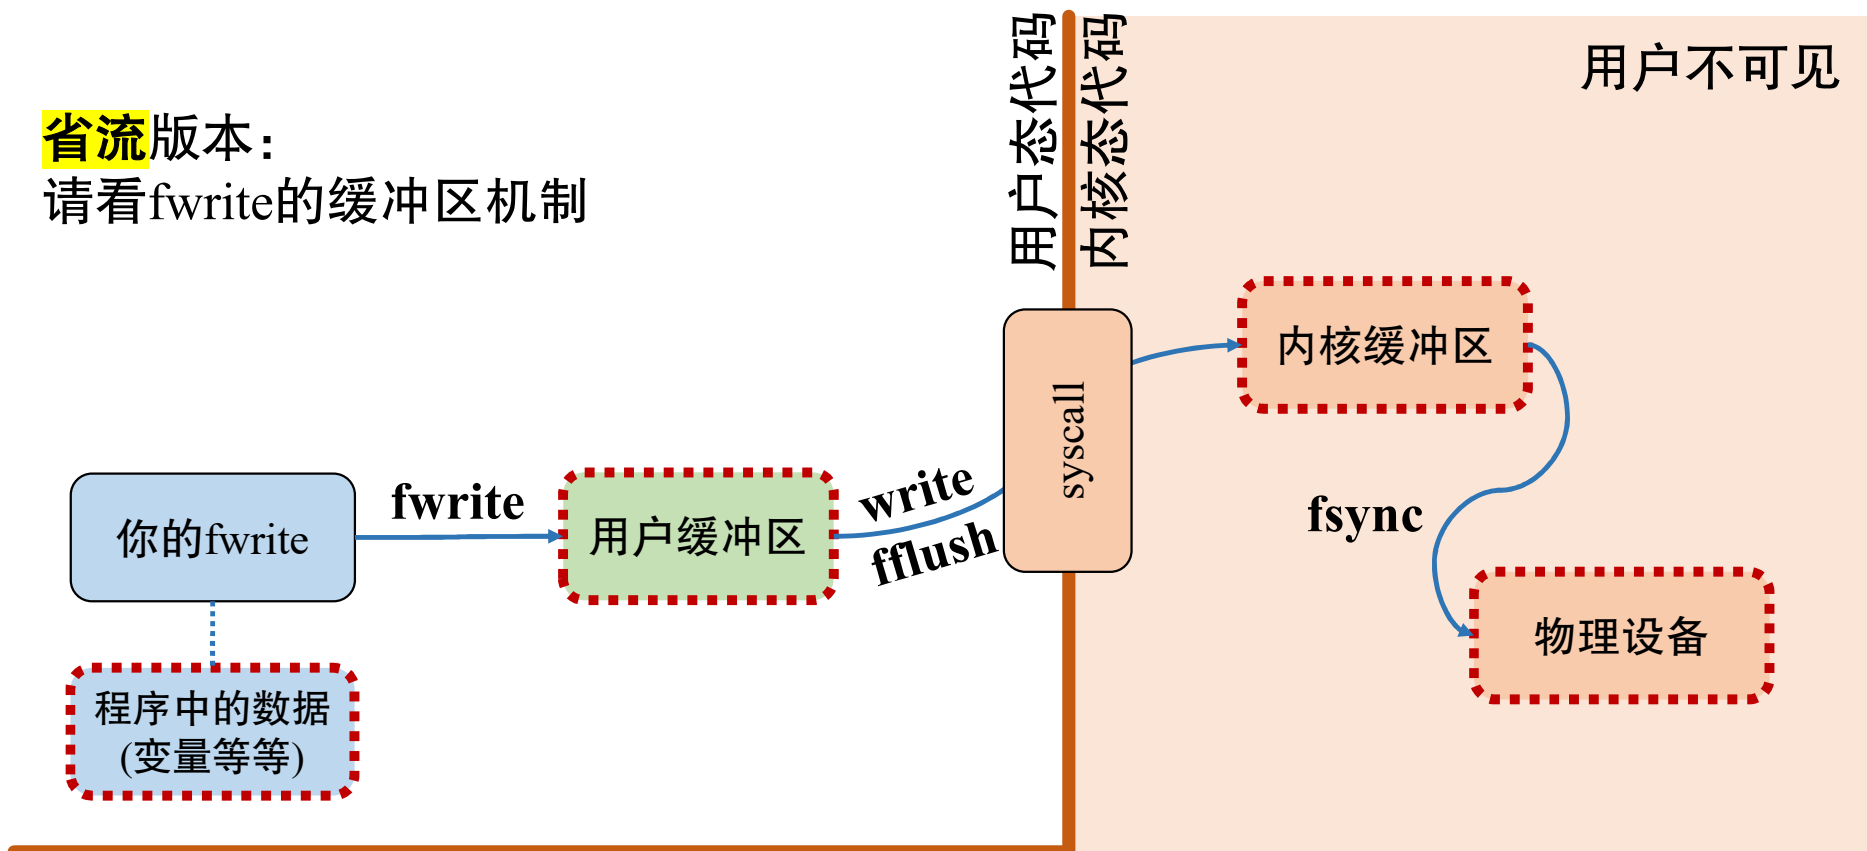 省流版本：
请看fwrite的缓冲区机制
用户态代码
内核态代码
用户不可见
你的fwrite
程序中的数据
(变量等等)
fwrite
用户缓冲区
write
fflush
syscall
内核缓冲区
fsync
物理设备